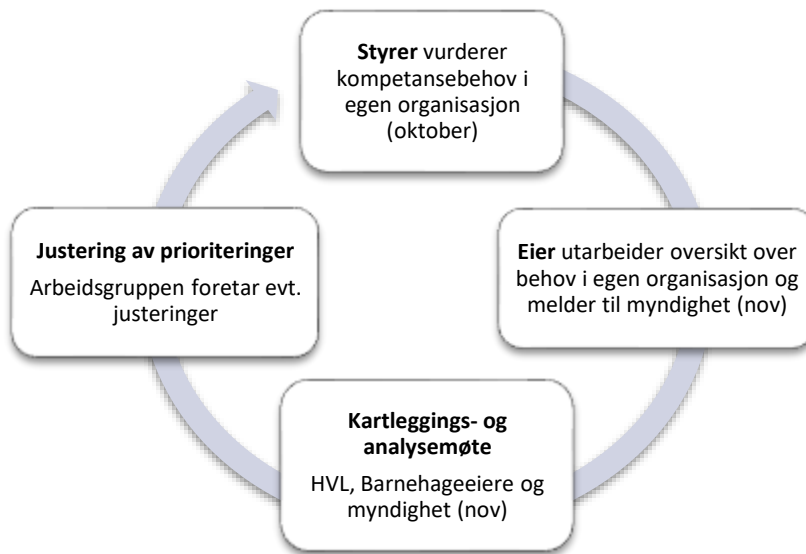 Styrer vurderer
kompetansebehov i
egen organisasjon
(oktober)
Eier utarbeider oversikt over
behov i egen organisasjon og
melder til myndighet (nov)
Kartleggings- og
analysemøte
HVL, Barnehageeiere og
myndighet (nov)
Justering av prioriteringer
Arbeidsgruppen foretar evt.
justeringer